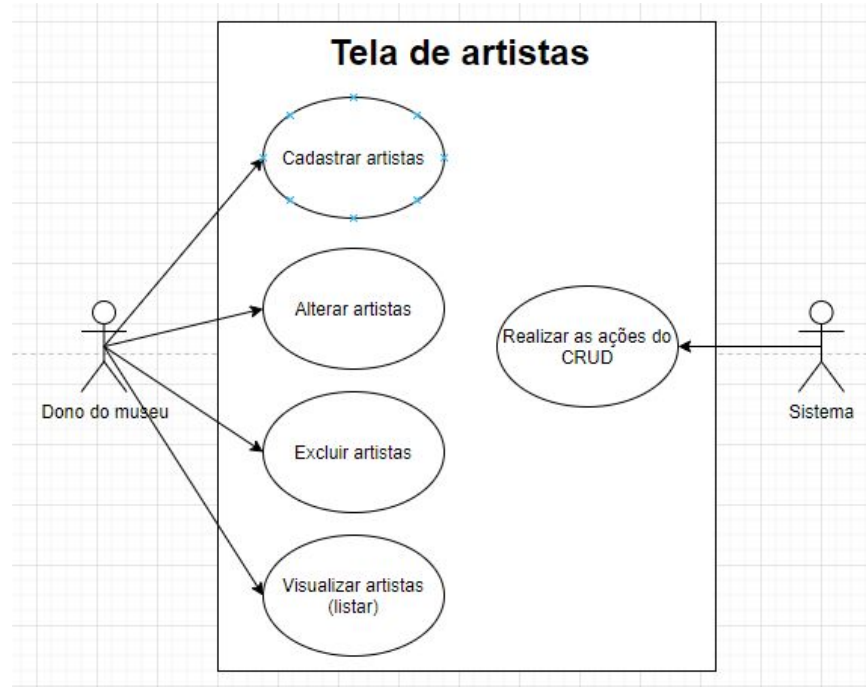 Tela de artistas
Cadastrar artistas
Alterar artistas
Realizar as ações do
CRUD
Dono do museu
Sistema
Excluir artistas
Visualizar artistas
(listar)